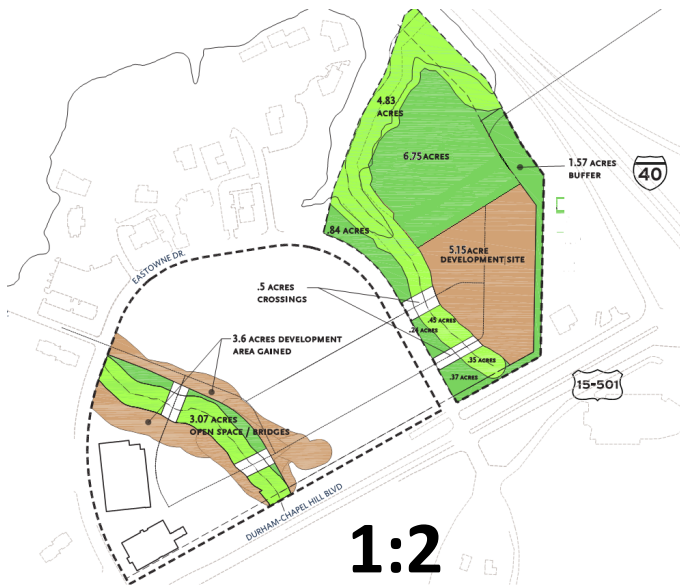 4.83
ACRES
6.75 ACRES
1.57 ACRES
BUFFER
40
.84 ACRES
5.15 ACRE
DEVELOPMENT SITE
EASTOWNE DR.
.5 ACRES
CROSSINGS
.43 ACRES
.24 ACRES
3.6 ACRES DEVELOPMENT
AREA GAINED
.35 ACRES
.37 ACRES
15-501
3.07 ACRES
OPEN SPACE / BRIDGES
DURHAM-CHAPEL HILL BLVD
1:2